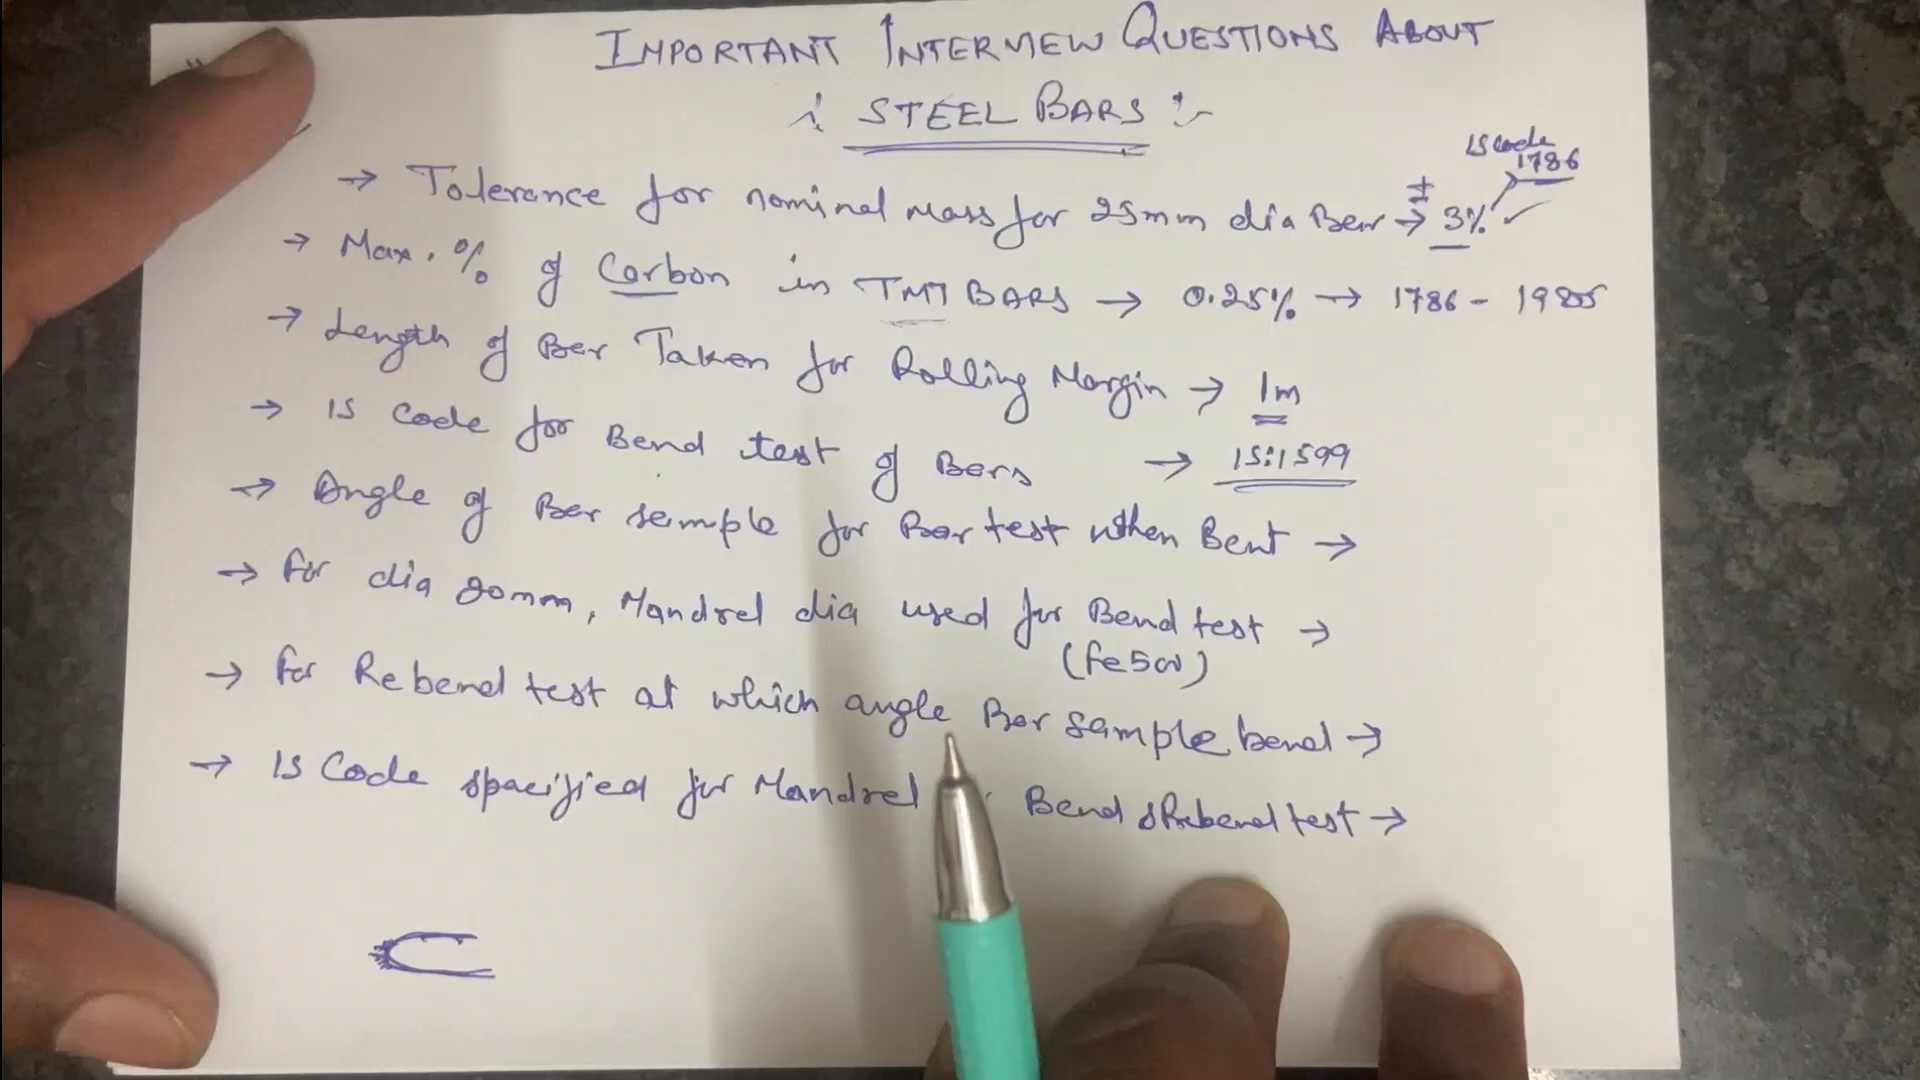 IMPORTANT INTERVIEW QUESTIONS ABOUT
STEEL BARS :-
IS code
1786
→ Tolerance for nominal mass for 25mm dia Bar → ± 3%
→ Max. % of Carbon in TMT BARS → 0.25% → 1786 - 1985
→ Length of Bar Taken for Rolling Margin → 1m
→ IS Code for Bend test of Bars → IS:1599
→ Angle of Bar sample for Bar test when Bent →
→ for dia 20mm, Mandrel dia used for Bend test →
(fe500)
→ for Rebend test at which angle Bar sample bend →
→ IS Code specified for Mandrel Bend & Rebend test →